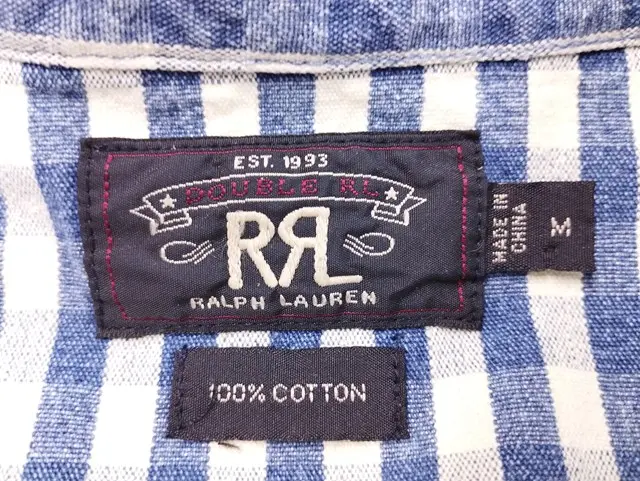 EST. 1993
DOUBLE RL
RRL
RALPH LAUREN
MADE IN
CHINA
M
100% COTTON